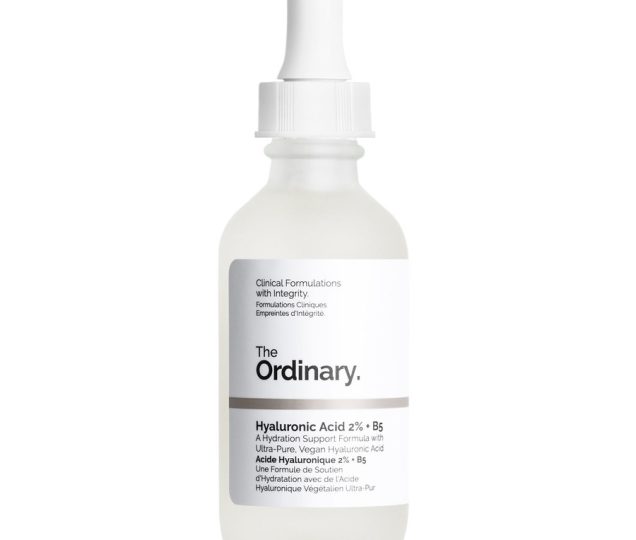 Clinical Formulations
with Integrity.
Formulations Cliniques
Empreintes d'Intégrité.
The
Ordinary.
Hyaluronic Acid 2% + B5
A Hydration Support Formula with
Ultra-Pure, Vegan Hyaluronic Acid
Acide Hyaluronique 2% + B5
Une Formule de Soutien
d'Hydratation avec de l'Acide
Hyaluronique Végétalien Ultra-Pur